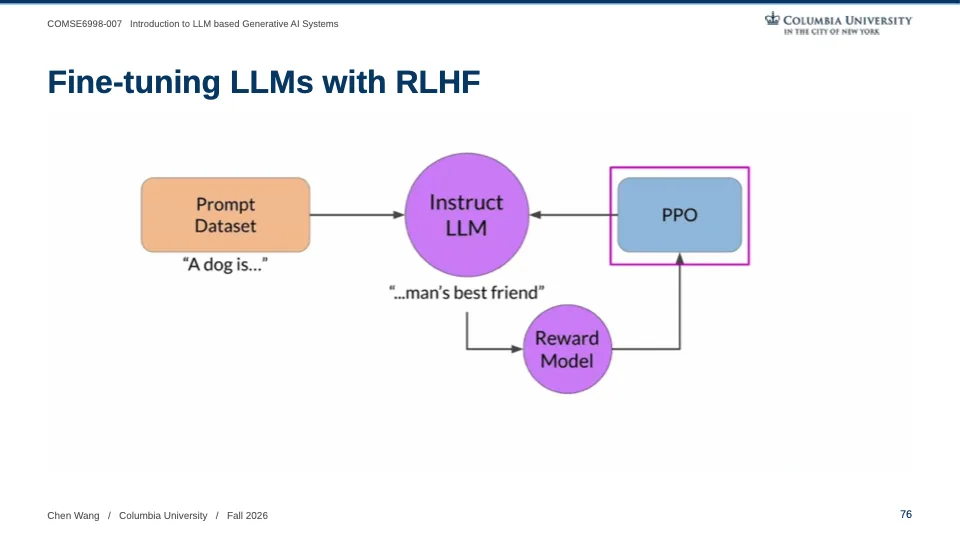 COMSE6998-007 Introduction to LLM based Generative AI Systems
COLUMBIA UNIVERSITY
IN THE CITY OF NEW YORK
Fine-tuning LLMs with RLHF
Prompt
Dataset
“A dog is...”
Instruct
LLM
“...man’s best friend”
PPO
Reward
Model
Chen Wang / Columbia University / Fall 2026
76